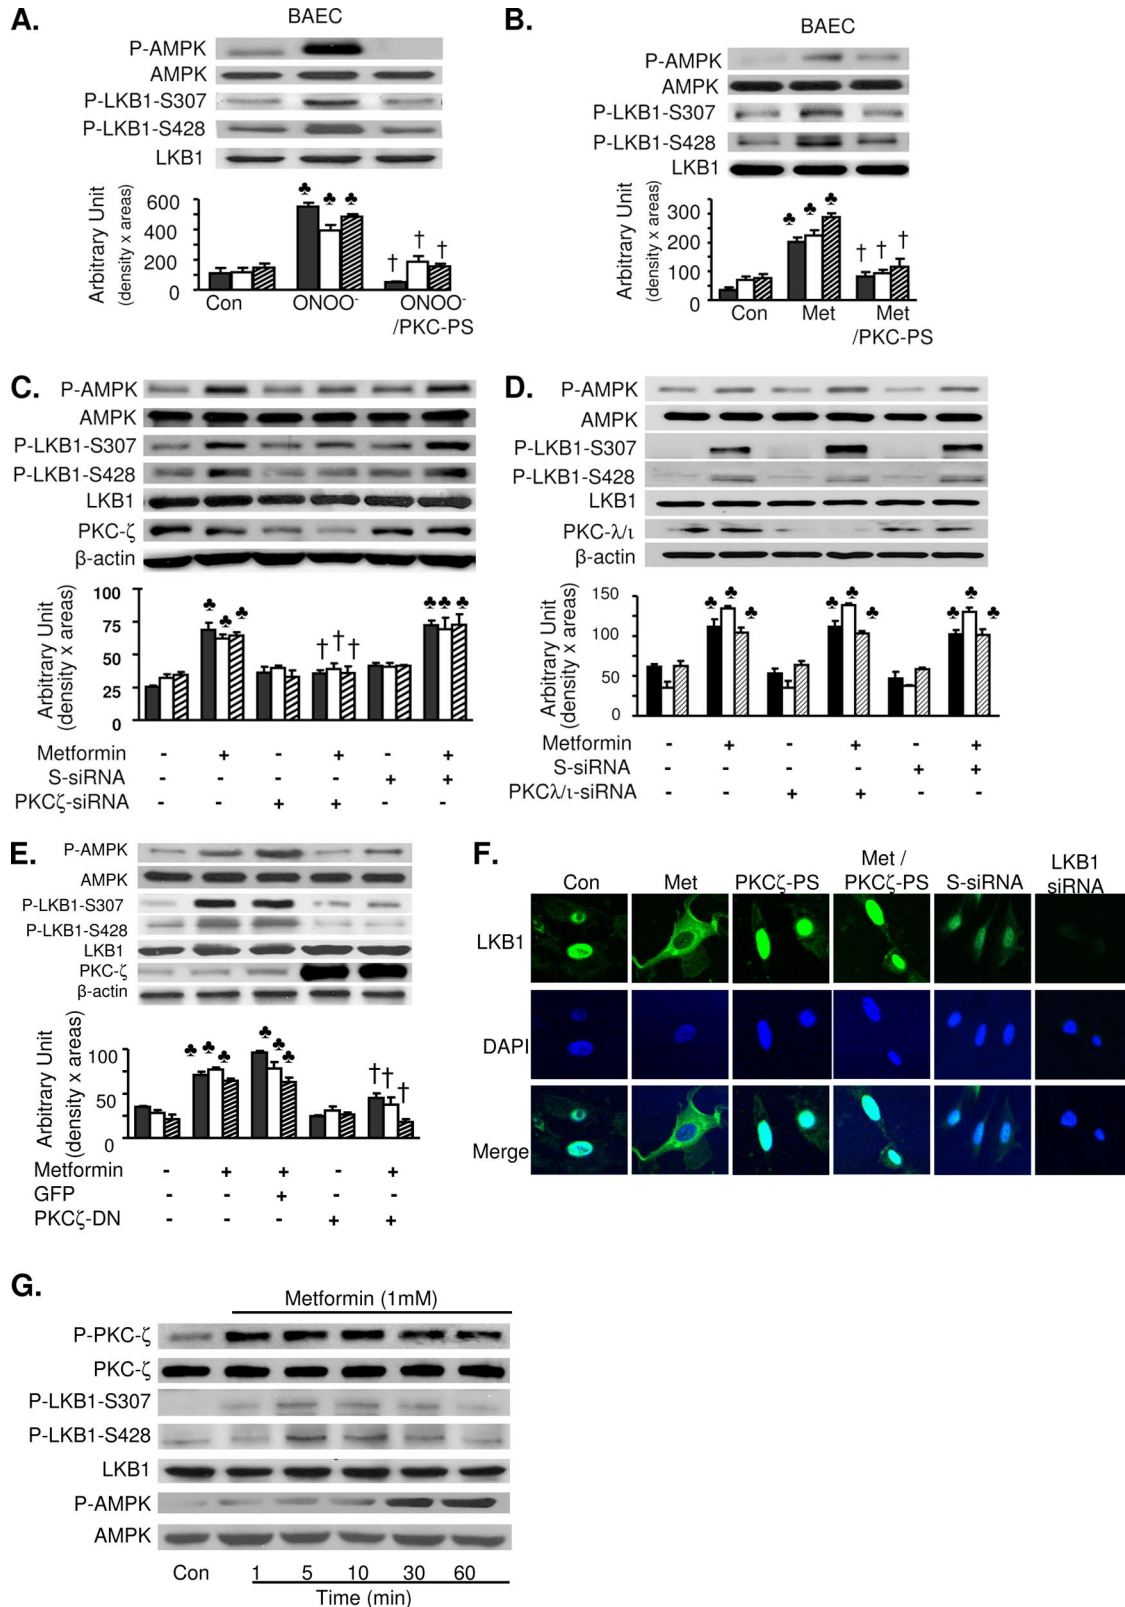 A.
BAEC
P-AMPK
AMPK
P-LKB1-S307
P-LKB1-S428
LKB1
Arbitrary Unit
(density x areas)
600
400
200
0
♣ ♣ ♣
† † †
Con ONOO⁻ ONOO⁻
/PKC-PS
B.
BAEC
P-AMPK
AMPK
P-LKB1-S307
P-LKB1-S428
LKB1
Arbitrary Unit
(density x areas)
300
200
100
0
♣ ♣ ♣
† † †
Con Met Met
/PKC-PS
C.
P-AMPK
AMPK
P-LKB1-S307
P-LKB1-S428
LKB1
PKC-ζ
β-actin
Arbitrary Unit
(density x areas)
100
75
50
25
0
♣ ♣ ♣ † † † ♣ ♣ ♣
Metformin - + - + - +
S-siRNA - - - - + +
PKCζ-siRNA - - + + - -
D.
P-AMPK
AMPK
P-LKB1-S307
P-LKB1-S428
LKB1
PKC-λ/ι
β-actin
Arbitrary Unit
(density x areas)
150
100
50
0
♣ ♣ ♣ ♣ ♣ ♣ ♣ ♣ ♣
Metformin - + - + - +
S-siRNA - - - - + +
PKCλ/ι-siRNA - - + + - -
E.
P-AMPK
AMPK
P-LKB1-S307
P-LKB1-S428
LKB1
PKC-ζ
β-actin
Arbitrary Unit
(density x areas)
100
50
0
♣ ♣ ♣ ♣ ♣ ♣ † † †
Metformin - + + - +
GFP - - + - -
PKCζ-DN - - - + +
F.
Con Met PKCζ-PS Met / PKCζ-PS S-siRNA LKB1 siRNA
LKB1
DAPI
Merge
G.
Metformin (1mM)
P-PKC-ζ
PKC-ζ
P-LKB1-S307
P-LKB1-S428
LKB1
P-AMPK
AMPK
Con 1 5 10 30 60
Time (min)